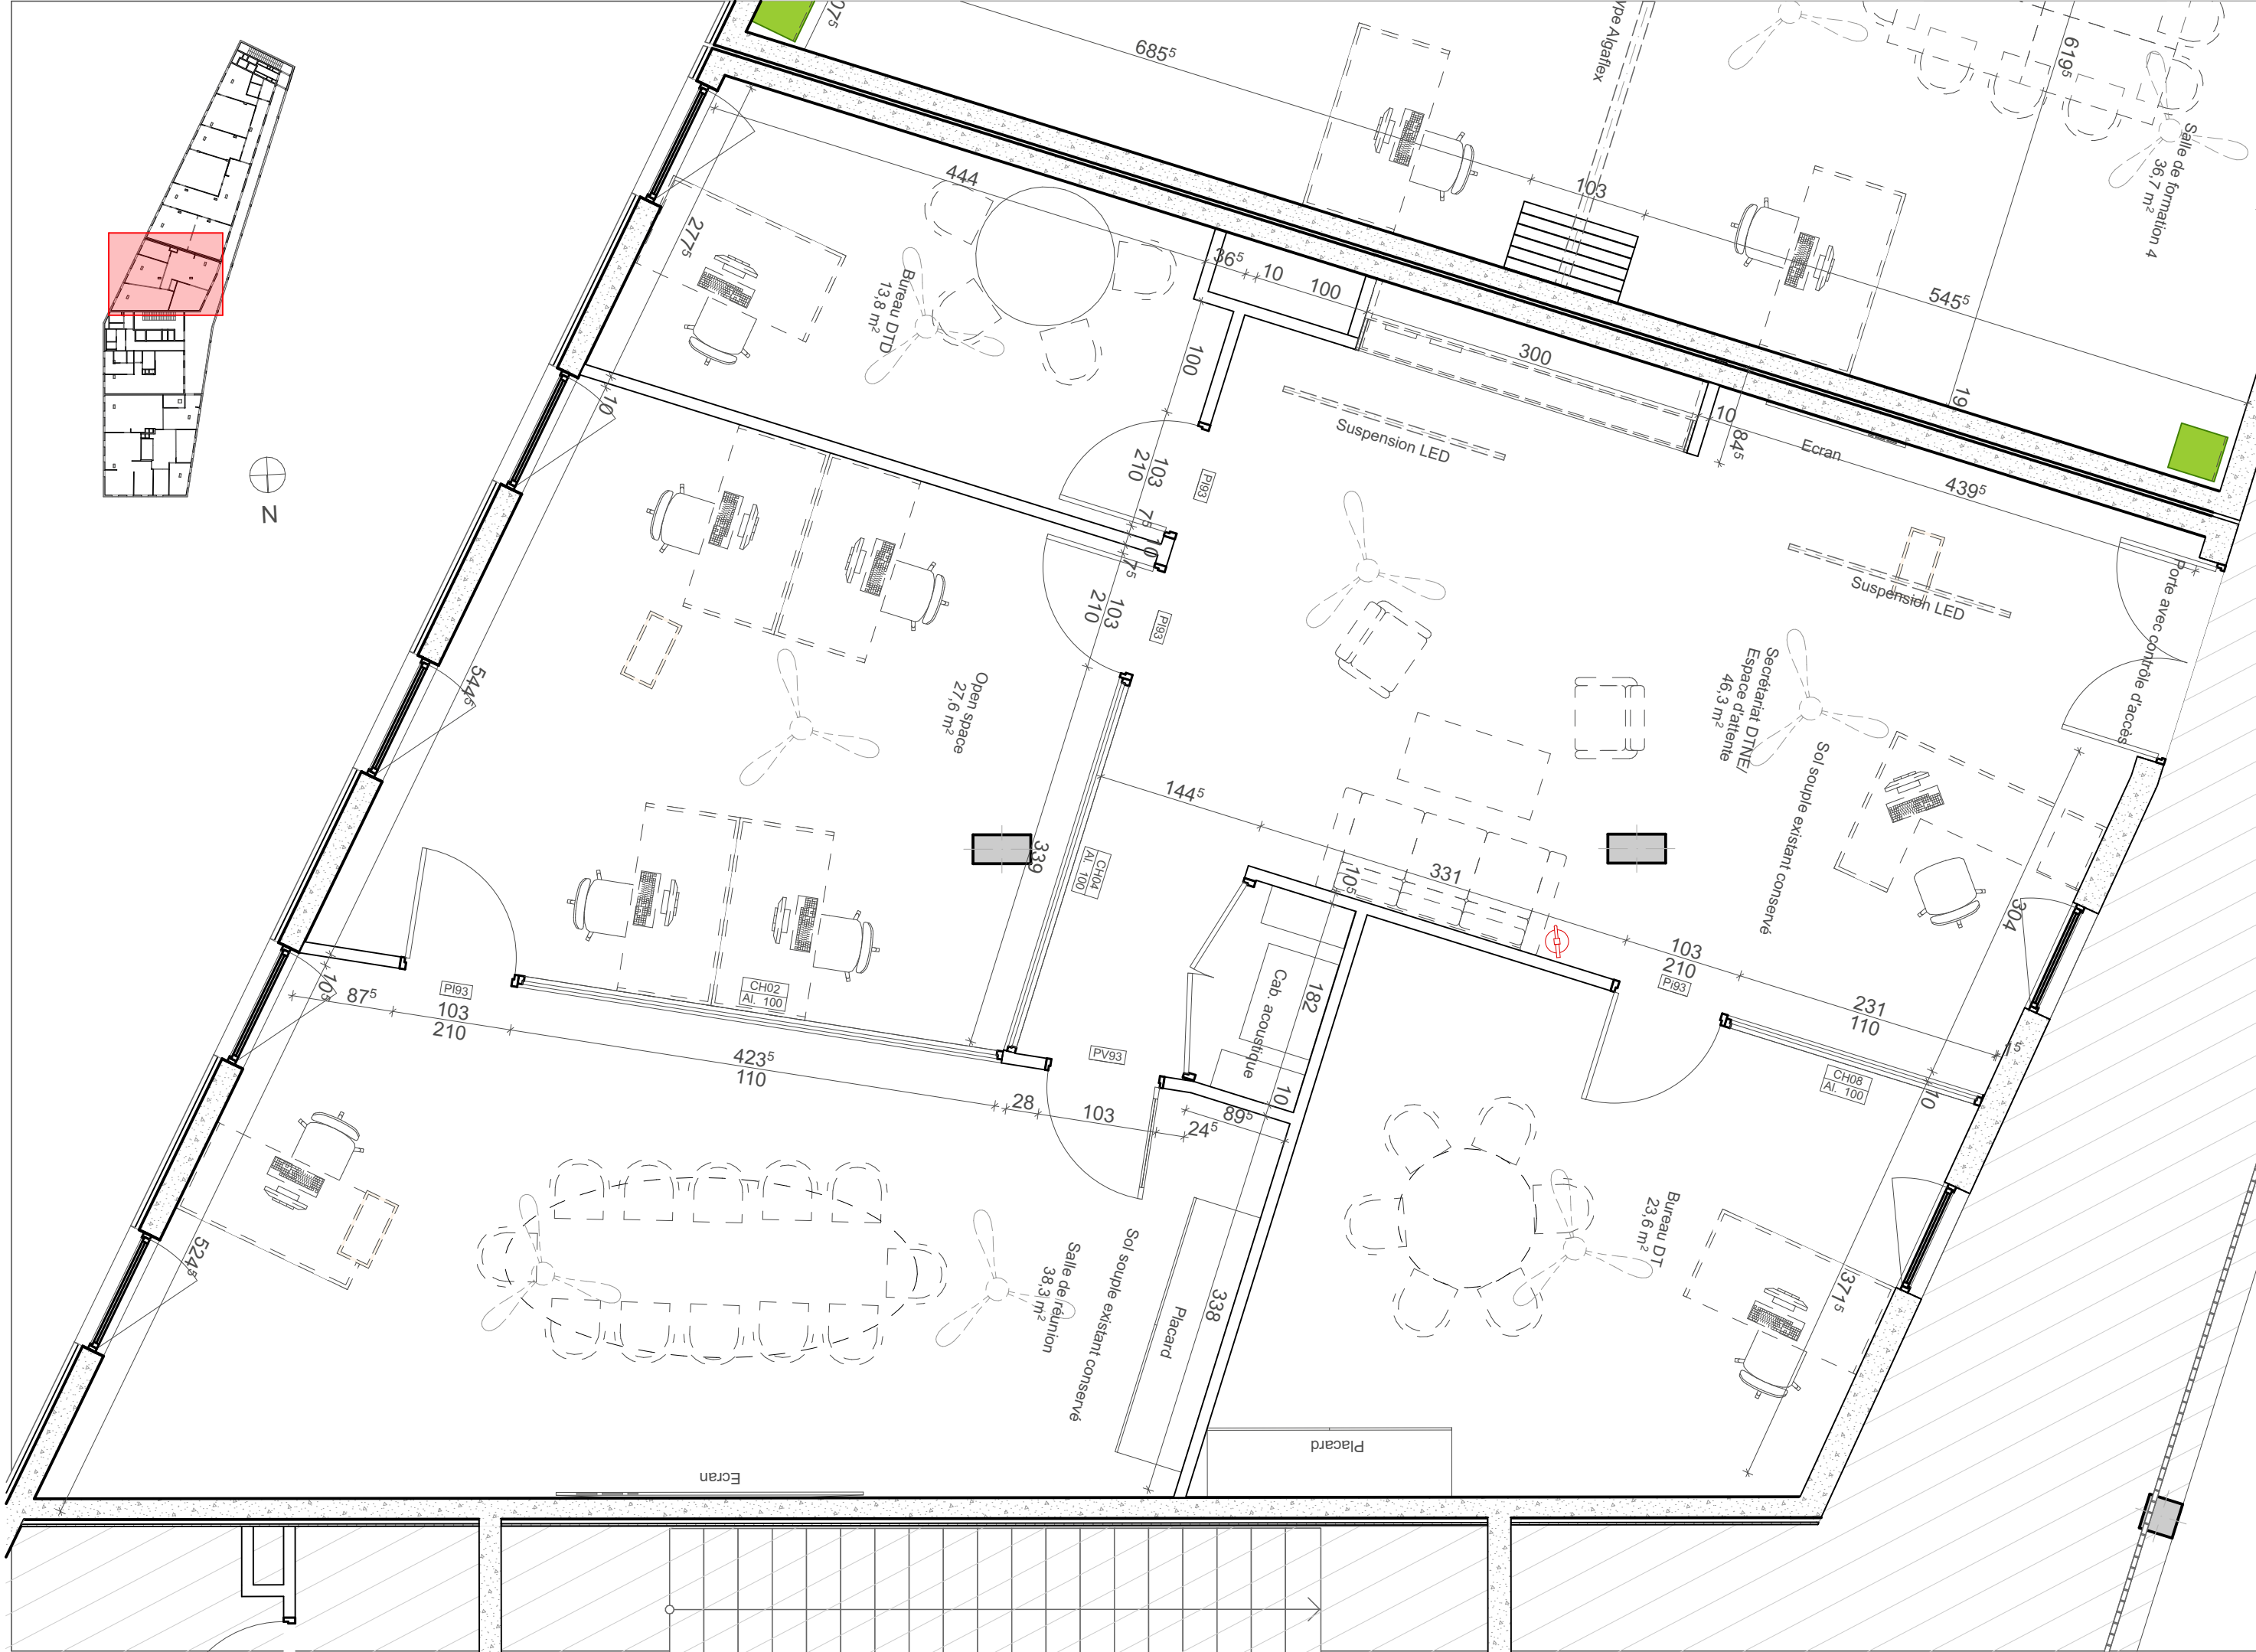 07⁵
685⁵
ype Algaflex
619⁵
Salle de formation 4
36,7 m²
103
545⁵
19
444
277⁵
Bureau DTD
13,8 m²
36⁵
10
100
300
10
84⁵
Ecran
439⁵
100
Suspension LED
10
103
210
PI93
7⁵
10
7⁵
103
210
PI93
Suspension LED
Porte avec contrôle d'accès
N
544⁵
Open space
27,6 m²
Secrétariat DTNE/
Espace d'attente
46,3 m²
Sol souple existant conservé
144⁵
339
CH04
Al. 100
10⁵
331
304
103
210
PI93
231
110
1⁵
10⁵
87⁵
PI93
103
210
CH02
Al. 100
423⁵
110
PV93
Cab. acoustique
182
10
28
103
24⁵
89⁵
CH08
Al. 100
10
524⁵
Salle de réunion
38,3 m²
Sol souple existant conservé
Placard
338
Bureau DT
23,6 m²
371⁵
Placard
Ecran